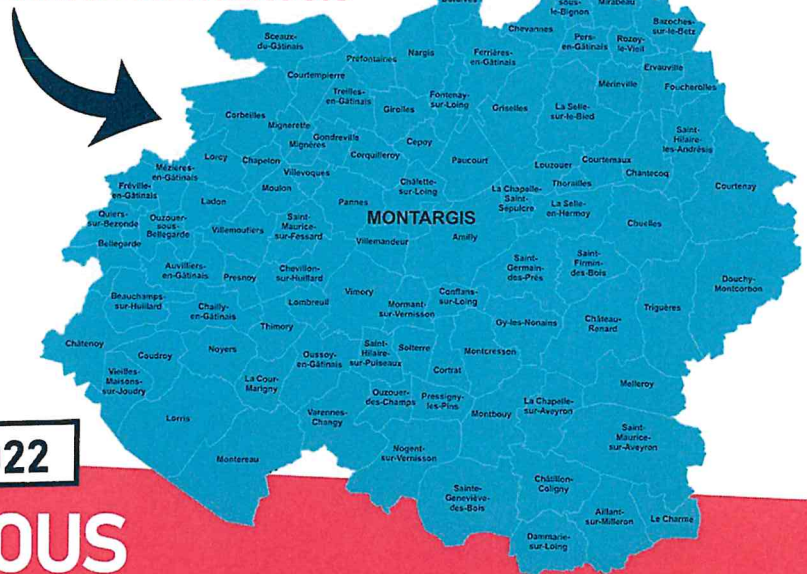 sous-
le-Bignon
Mirabeau
Chevannes
Bazoches-
sur-le-Betz
Sceaux-
du-Gâtinais
Préfontaines
Nargis
Ferrières-
en-Gâtinais
Pers-
en-Gâtinais
Rozoy-
le-Vieil
Ervauville
Courtempierre
Treilles-
en-Gâtinais
Girolles
Fontenay-
sur-Loing
Griselles
La Selle-
sur-le-Bied
Mérinville
Foucherolles
Corbeilles
Mignerette
Gondreville
Mignères
Cepoy
Corquilleroy
Paucourt
Saint-
Hilaire-
les-Andrésis
Mézières-
en-Gâtinais
Lorcy
Chapelon
Villevoques
Louzouer
Courtemaux
Chantecoq
Fréville-
en-Gâtinais
Moulon
Châlette-
sur-Loing
Thorailles
Courtenay
Ladon
Pannes
La Chapelle-
Saint-
Sépulcre
La Selle-
en-Hermoy
Quiers-
sur-Bezonde
Ouzouer-
sous-
Bellegarde
Villemoutiers
Saint-
Maurice-
sur-Fessard
MONTARGIS
Chuelles
Bellegarde
Villemandeur
Amilly
Auvilliers-
en-Gâtinais
Presnoy
Chevillon-
sur-Huillard
Saint-
Germain-
des-Prés
Saint-
Firmin-
des-Bois
Douchy-
Montcorbon
Beauchamps-
sur-Huillard
Chailly-
en-Gâtinais
Lombreuil
Vimory
Mormant-
sur-Vernisson
Conflans-
sur-Loing
Triguères
Thimory
Gy-les-Nonains
Château-
Renard
Châtenoy
Coudroy
Noyers
Oussoy-
en-Gâtinais
Saint-
Hilaire-
sur-Puiseaux
Solterre
Montcresson
Vieilles-
Maisons-
sur-Joudry
La Cour-
Marigny
Cortrat
Melleroy
Ouzouer-
des-Champs
Pressigny-
les-Pins
Lorris
Varennes-
Changy
Montbouy
La Chapelle-
sur-Aveyron
Saint-
Maurice-
sur-Aveyron
Montereau
Nogent-
sur-Vernisson
Châtillon-
Coligny
Sainte-
Geneviève-
des-Bois
Aillant-
sur-Milleron
Le Charme
Dammarie-
sur-Loing
22
OUS